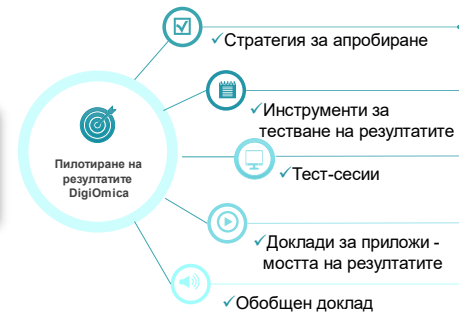 ✓Стратегия за апробиране
✓Инструменти за
тестване на резултатите
Пилотиране на
резултатите
DigiOmica
✓Тест-сесии
✓Доклади за приложи -
мостта на резултатите
✓Обобщен доклад